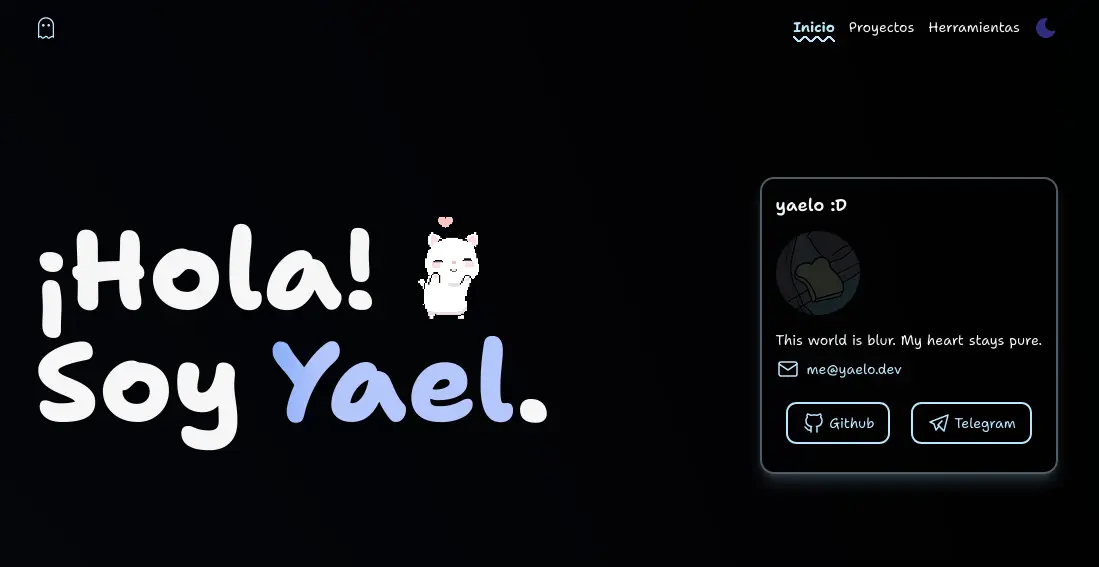 Inicio Proyectos Herramientas
¡Hola!
Soy Yael.
yaelo :D
This world is blur. My heart stays pure.
me@yaelo.dev
Github Telegram